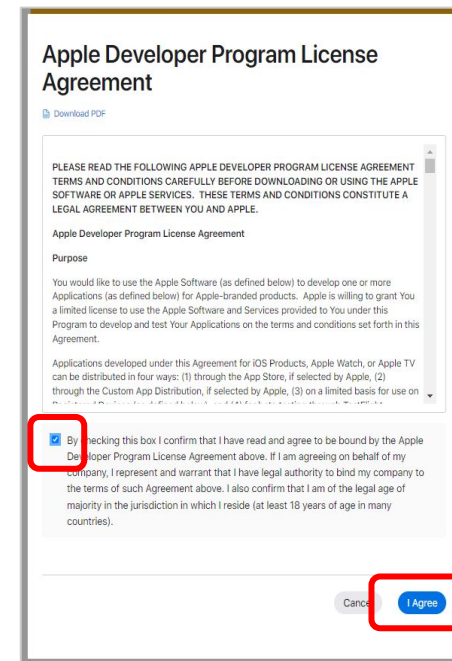 Apple Developer Program License
Agreement
Download PDF
PLEASE READ THE FOLLOWING APPLE DEVELOPER PROGRAM LICENSE AGREEMENT
TERMS AND CONDITIONS CAREFULLY BEFORE DOWNLOADING OR USING THE APPLE
SOFTWARE OR APPLE SERVICES. THESE TERMS AND CONDITIONS CONSTITUTE A
LEGAL AGREEMENT BETWEEN YOU AND APPLE.
Apple Developer Program License Agreement
Purpose
You would like to use the Apple Software (as defined below) to develop one or more
Applications (as defined below) for Apple-branded products. Apple is willing to grant You
a limited license to use the Apple Software and Services provided to You under this
Program to develop and test Your Applications on the terms and conditions set forth in this
Agreement.
Applications developed under this Agreement for iOS Products, Apple Watch, or Apple TV
can be distributed in four ways: (1) through the App Store, if selected by Apple, (2)
through the Custom App Distribution, if selected by Apple, (3) on a limited basis for use on
By checking this box I confirm that I have read and agree to be bound by the Apple
Developer Program License Agreement above. If I am agreeing on behalf of my
company, I represent and warrant that I have legal authority to bind my company to
the terms of such Agreement above. I also confirm that I am of the legal age of
majority in the jurisdiction in which I reside (at least 18 years of age in many
countries).
Cancel
I Agree